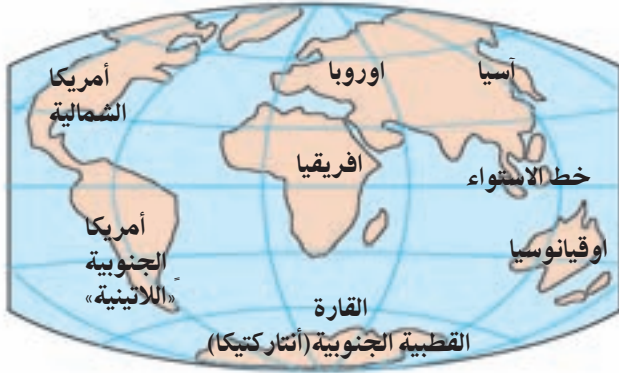 أمريكا
الشمالية
اوروبا
آسيا
افريقيا
خط الاستواء
أمريكا
الجنوبية
«اللاتينية»
اوقيانوسيا
القارة
القطبية الجنوبية(أنتاركتيكا)